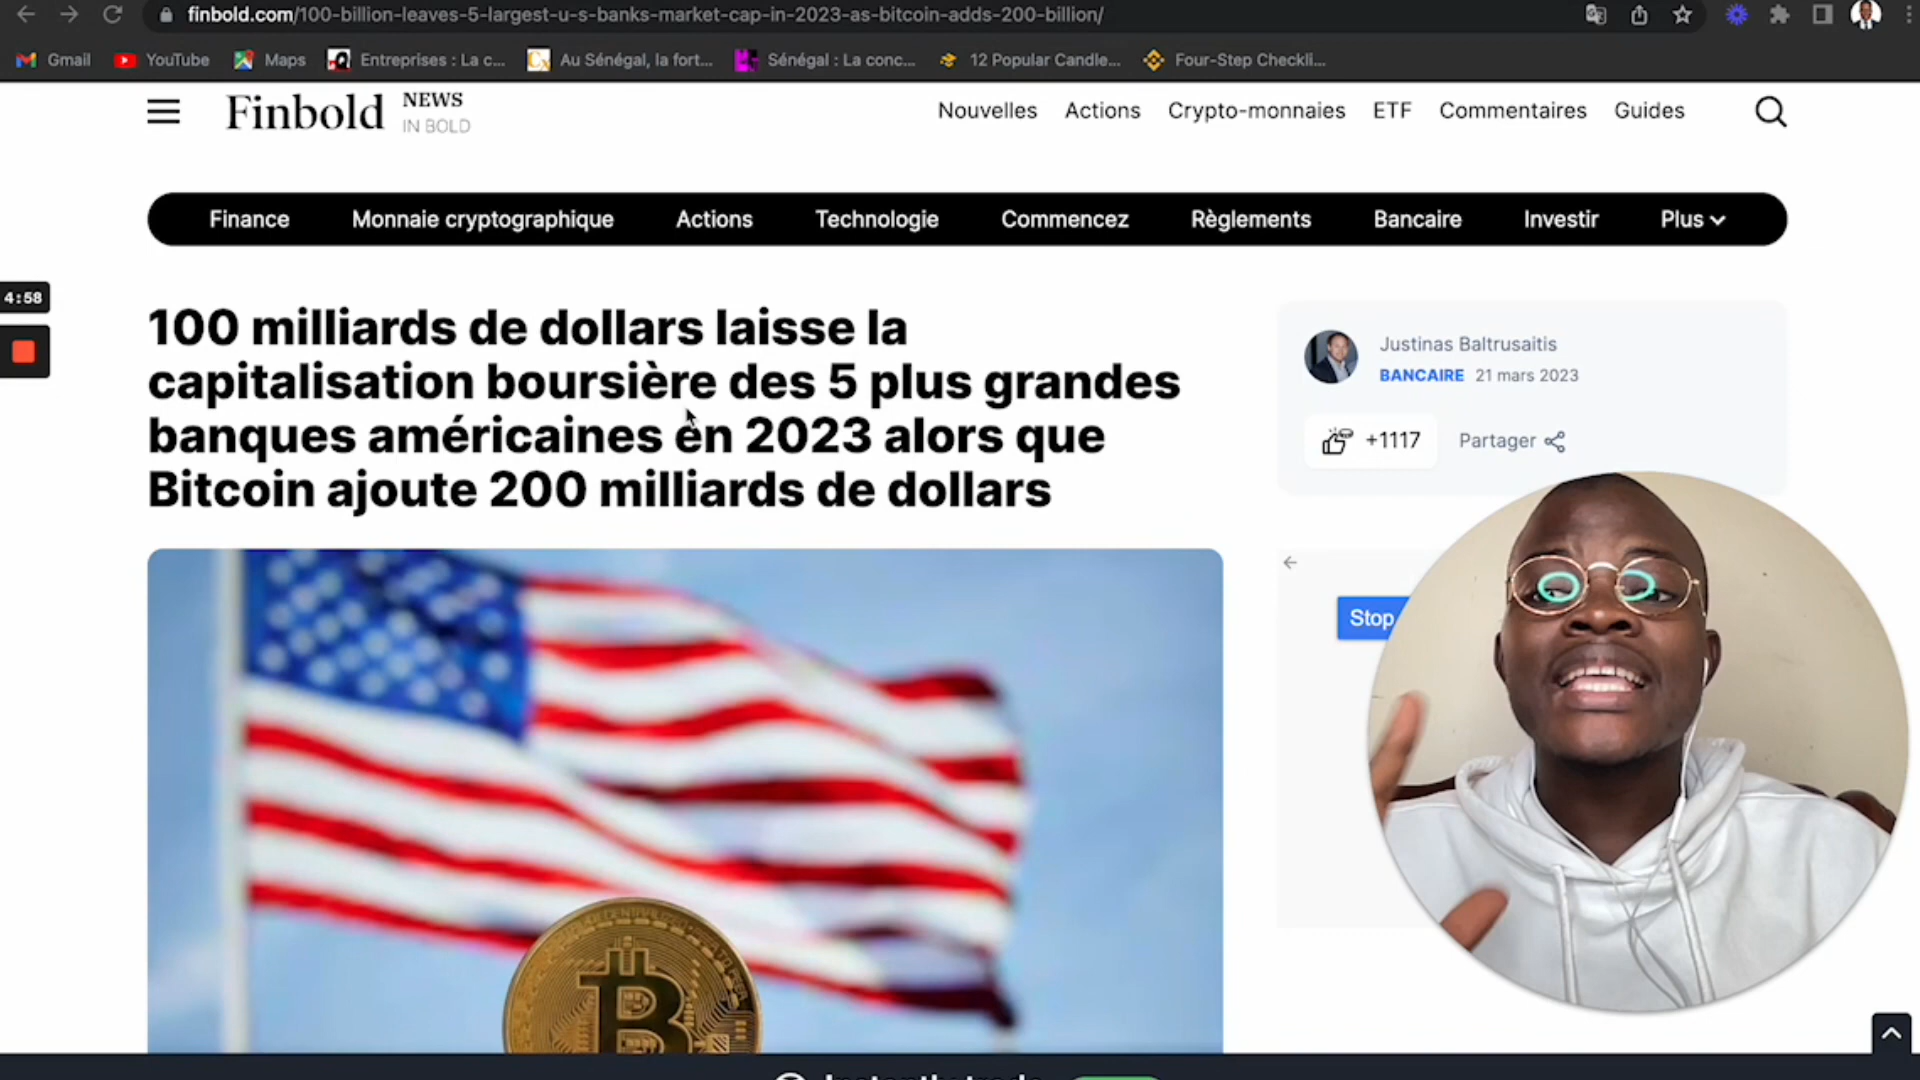 finbold.com/100-billion-leaves-5-largest-u-s-banks-market-cap-in-2023-as-bitcoin-adds-200-billion/
Gmail YouTube Maps Entreprises : La c... Au Sénégal, la fort... Sénégal : La conc... 12 Popular Candle... Four-Step Checkli...
Finbold NEWS
IN BOLD
Nouvelles Actions Crypto-monnaies ETF Commentaires Guides
Finance Monnaie cryptographique Actions Technologie Commencez Règlements Bancaire Investir Plus
4:58
100 milliards de dollars laisse la
capitalisation boursière des 5 plus grandes
banques américaines en 2023 alors que
Bitcoin ajoute 200 milliards de dollars
Justinas Baltrusaitis
BANCAIRE 21 mars 2023
+1117 Partager
Stop